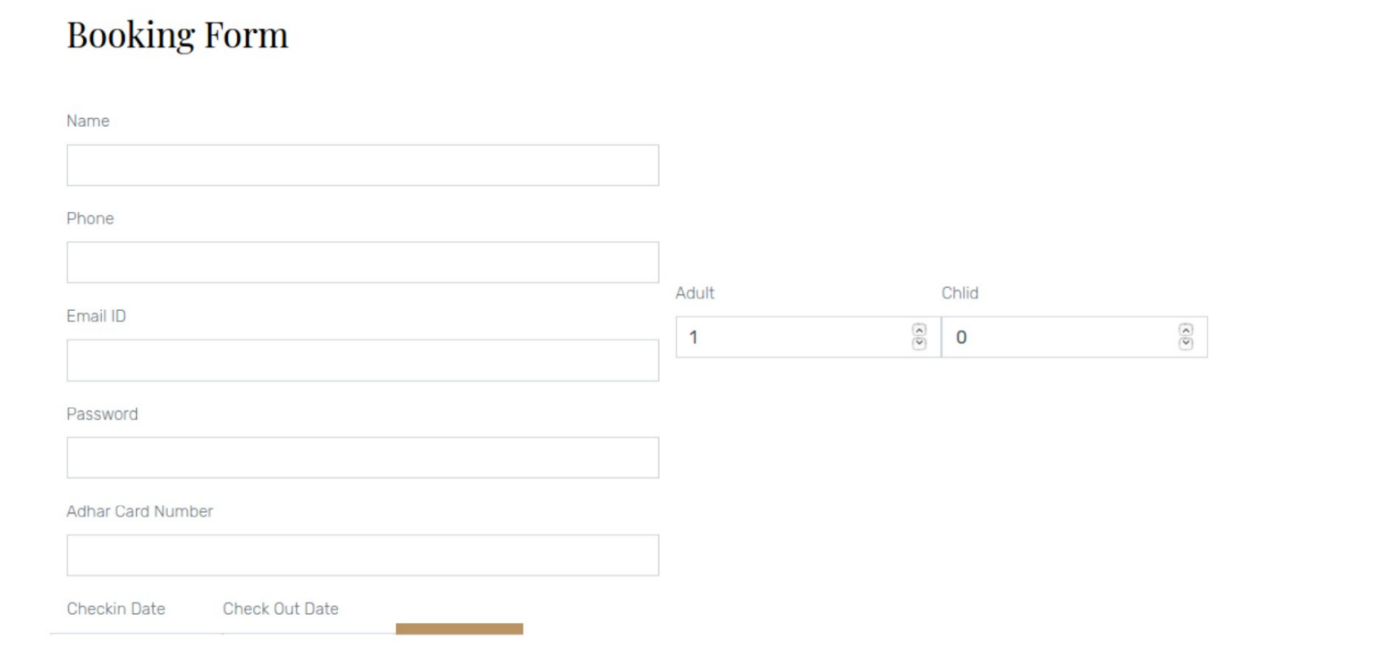 Booking Form
Name
Phone
Adult Chlid
Email ID
1 0
Password
Adhar Card Number
Checkin Date Check Out Date